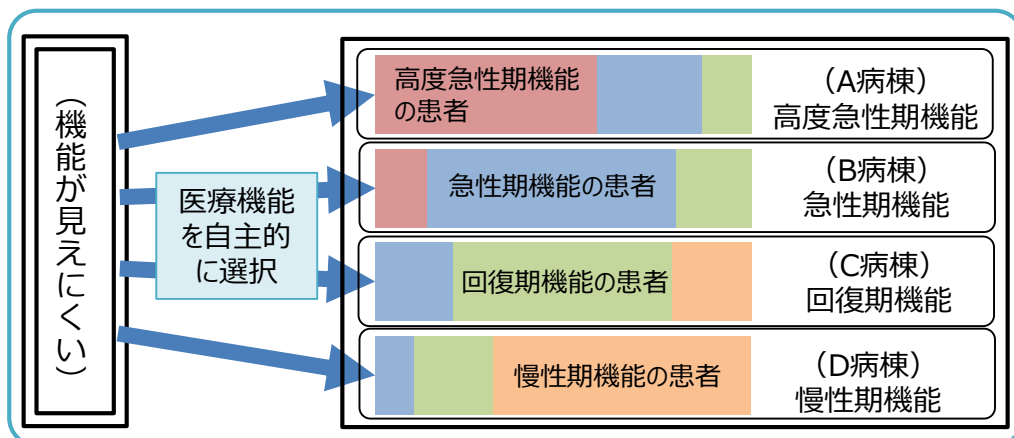 （機能が見えにくい）
医療機能
を自主的
に選択
高度急性期機能
の患者
（A病棟）
高度急性期機能
急性期機能の患者
（B病棟）
急性期機能
回復期機能の患者
（C病棟）
回復期機能
慢性期機能の患者
（D病棟）
慢性期機能